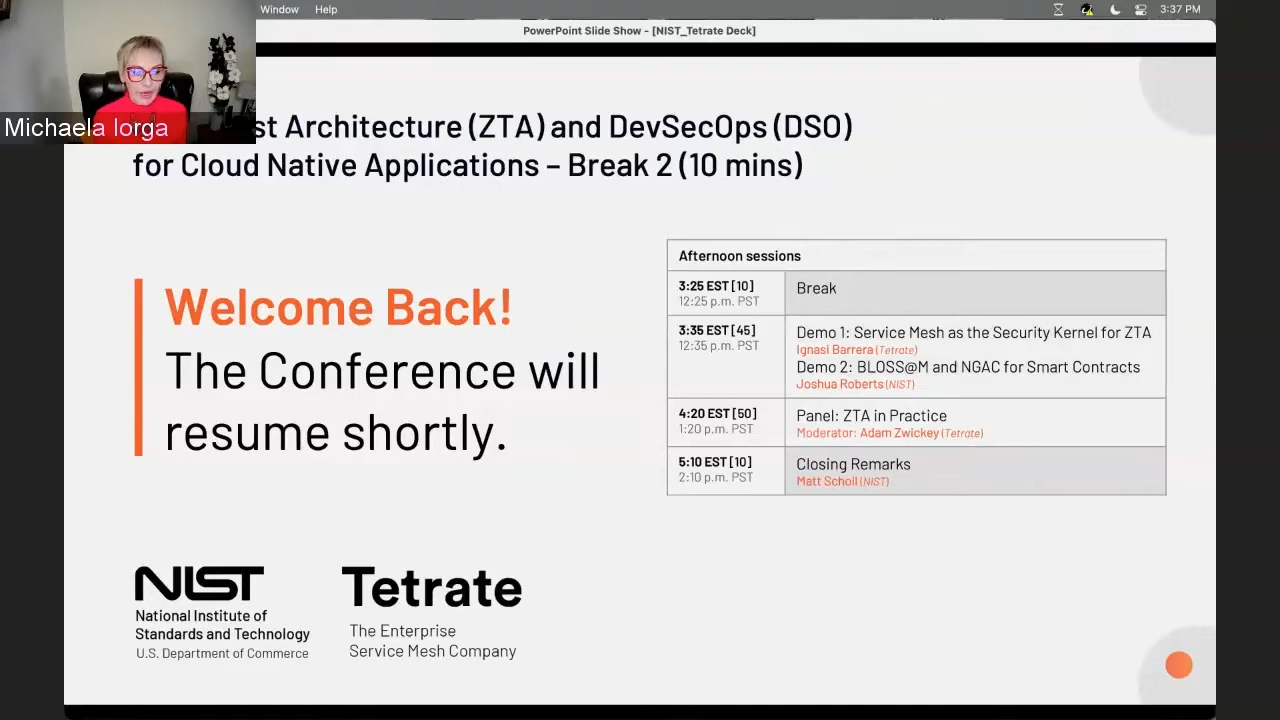 Window Help
3:37 PM
PowerPoint Slide Show - [NIST_Tetrate Deck]
Michaela Iorga
st Architecture (ZTA) and DevSecOps (DSO)
for Cloud Native Applications – Break 2 (10 mins)
Welcome Back!
The Conference will
resume shortly.
Afternoon sessions
3:25 EST [10]
12:25 p.m. PST
Break
3:35 EST [45]
12:35 p.m. PST
Demo 1: Service Mesh as the Security Kernel for ZTA
Ignasi Barrera (Tetrate)
Demo 2: BLOSS@M and NGAC for Smart Contracts
Joshua Roberts (NIST)
4:20 EST [50]
1:20 p.m. PST
Panel: ZTA in Practice
Moderator: Adam Zwickey (Tetrate)
5:10 EST [10]
2:10 p.m. PST
Closing Remarks
Matt Scholl (NIST)
NIST
National Institute of
Standards and Technology
U.S. Department of Commerce
Tetrate
The Enterprise
Service Mesh Company